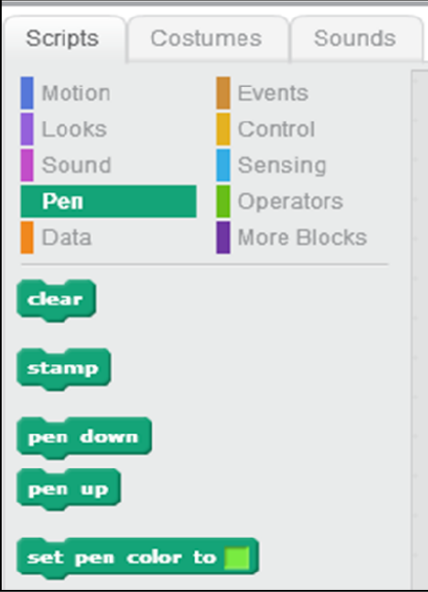 Scripts Costumes Sounds
Motion Events
Looks Control
Sound Sensing
Pen Operators
Data More Blocks
clear
stamp
pen down
pen up
set pen color to